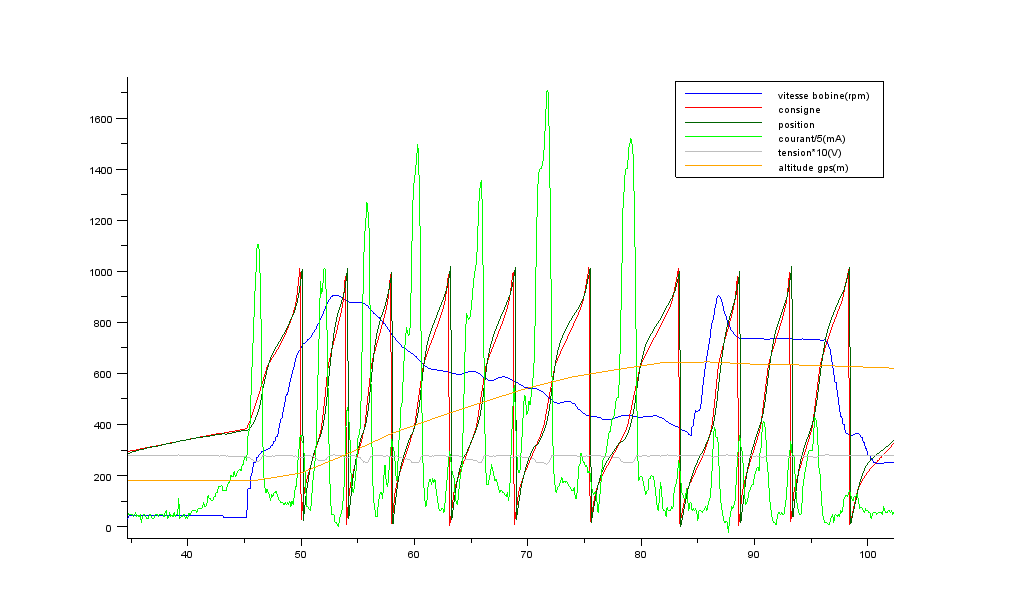 vitesse bobine(rpm)
consigne
position
courant/5(mA)
tension*10(V)
altitude gps(m)
1600
1400
1200
1000
800
600
400
200
0
40 50 60 70 80 90 100